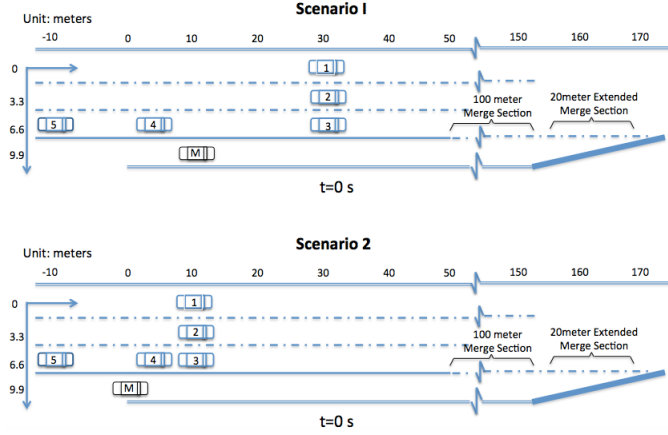 Scenario I
Unit: meters
-10 0 10 20 30 40 50 150 160 170
0
1
3.3
2
100 meter
Merge Section
20meter Extended
Merge Section
6.6
5 4 3
9.9
M
t=0 s
Scenario 2
Unit: meters
-10 0 10 20 30 40 50 150 160 170
0
1
3.3
2
100 meter
Merge Section
20meter Extended
Merge Section
6.6
5 4 3
9.9
M
t=0 s